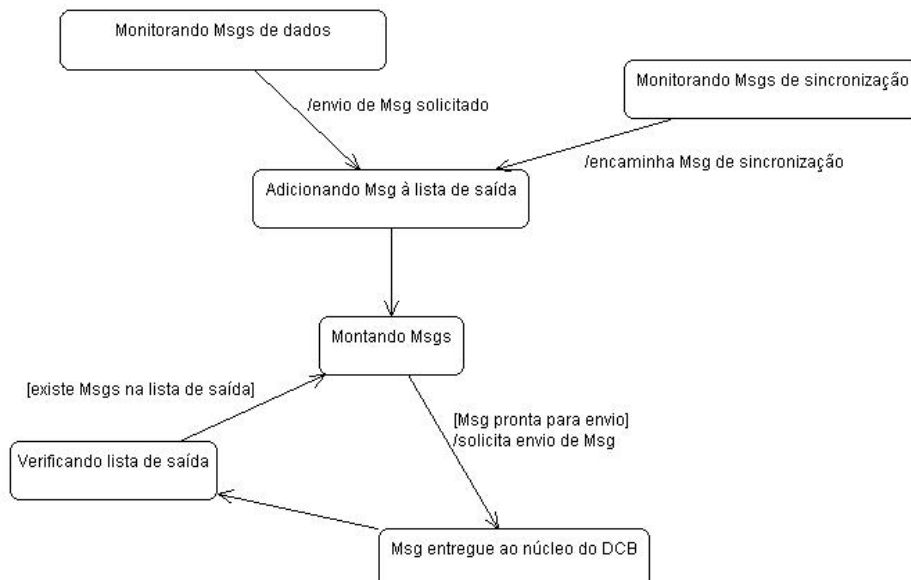 Monitorando Msgs de dados
Monitorando Msgs de sincronização
/envio de Msg solicitado
/encaminha Msg de sincronização
Adicionando Msg à lista de saída
Montando Msgs
[existe Msgs na lista de saída]
[Msg pronta para envio]
/solicita envio de Msg
Verificando lista de saída
Msg entregue ao núcleo do DCB